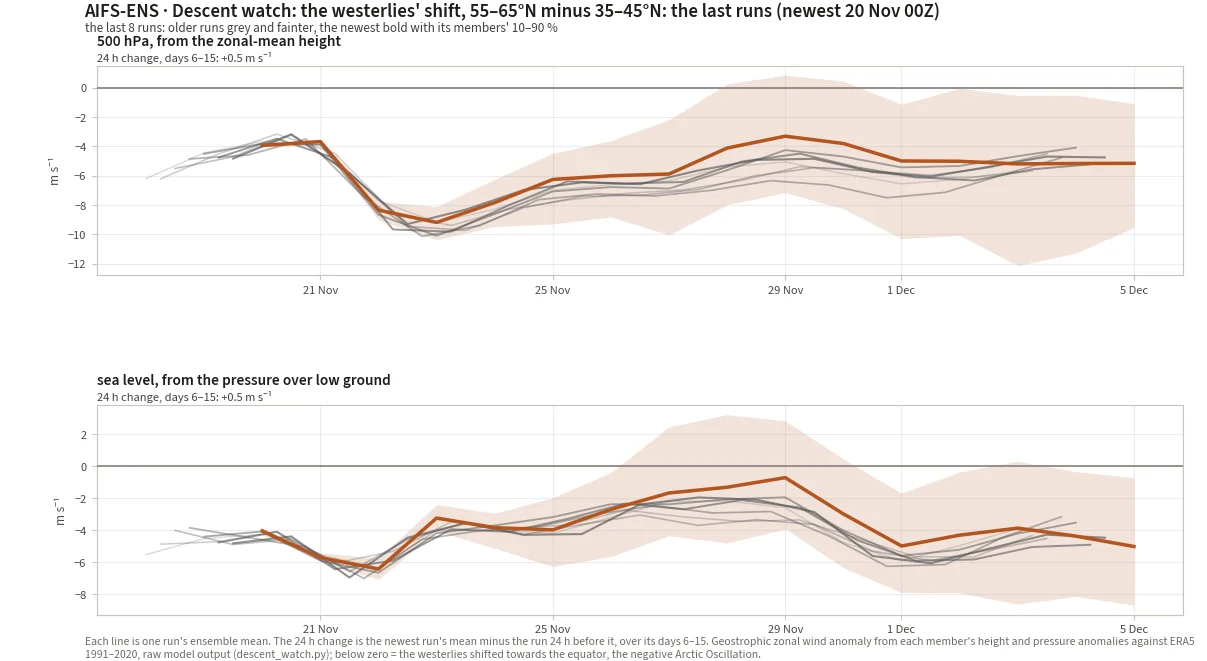 AIFS-ENS · Descent watch: the westerlies' shift, 55–65°N minus 35–45°N: the last runs (newest 20 Nov 00Z)
the last 8 runs: older runs grey and fainter, the newest bold with its members' 10–90 %
500 hPa, from the zonal-mean height
24 h change, days 6–15: +0.5 m s⁻¹
0
−2
−4
−6
−8
−10
−12
m s⁻¹
21 Nov
25 Nov
29 Nov
1 Dec
5 Dec
sea level, from the pressure over low ground
24 h change, days 6–15: +0.5 m s⁻¹
2
0
−2
−4
−6
−8
m s⁻¹
21 Nov
25 Nov
29 Nov
1 Dec
5 Dec
Each line is one run's ensemble mean. The 24 h change is the newest run's mean minus the run 24 h before it, over its days 6–15. Geostrophic zonal wind anomaly from each member's height and pressure anomalies against ERA5
1991–2020, raw model output (descent_watch.py); below zero = the westerlies shifted towards the equator, the negative Arctic Oscillation.